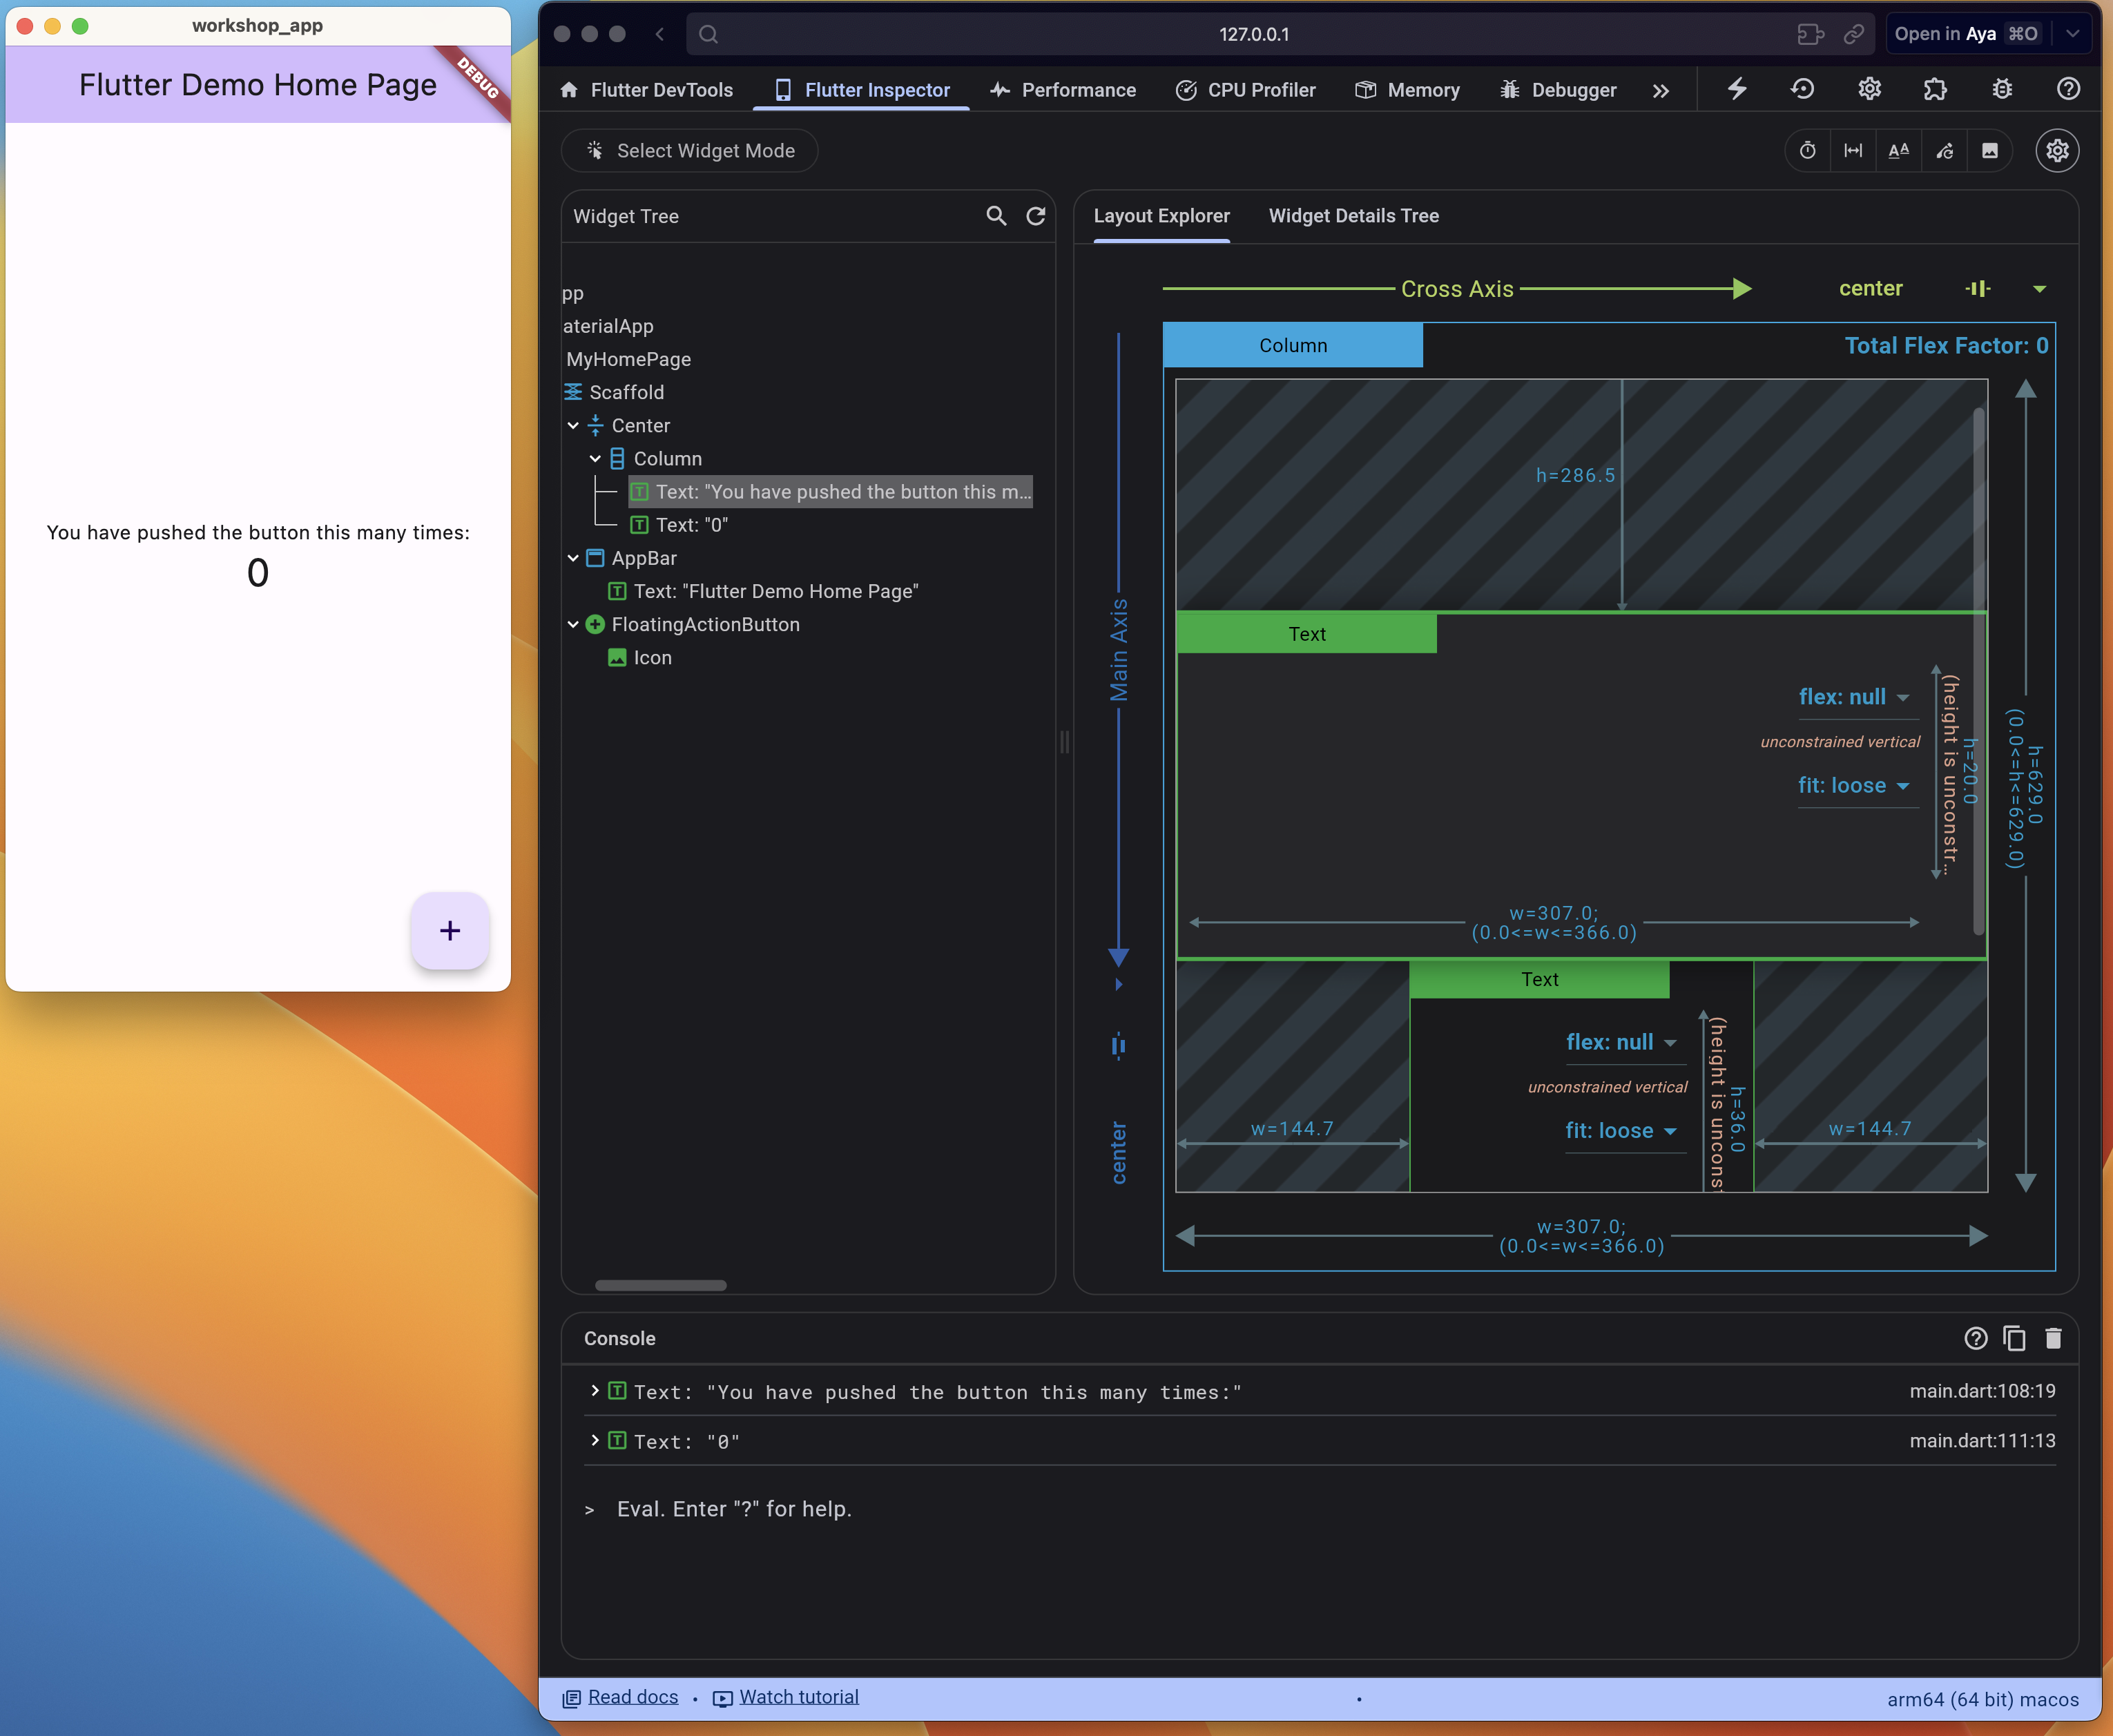 workshop_app
Flutter Demo Home Page
DEBUG
You have pushed the button this many times:
0
+
127.0.0.1
Open in Aya ⌘O
Flutter DevTools
Flutter Inspector
Performance
CPU Profiler
Memory
Debugger
Select Widget Mode
Widget Tree
pp
aterialApp
MyHomePage
Scaffold
Center
Column
Text: "You have pushed the button this m...
Text: "0"
AppBar
Text: "Flutter Demo Home Page"
FloatingActionButton
Icon
Layout Explorer
Widget Details Tree
Cross Axis
center
Main Axis
center
Column
Total Flex Factor: 0
h=286.5
Text
flex: null
unconstrained vertical
fit: loose
h=20.0
(height is unconstr...
w=307.0;
(0.0<=w<=366.0)
Text
flex: null
unconstrained vertical
fit: loose
h=36.0
(height is unconst
w=144.7
w=144.7
h=629.0
(0.0<=h<=629.0)
w=307.0;
(0.0<=w<=366.0)
Console
Text: "You have pushed the button this many times:"
main.dart:108:19
Text: "0"
main.dart:111:13
> Eval. Enter "?" for help.
Read docs • Watch tutorial
•
arm64 (64 bit) macos